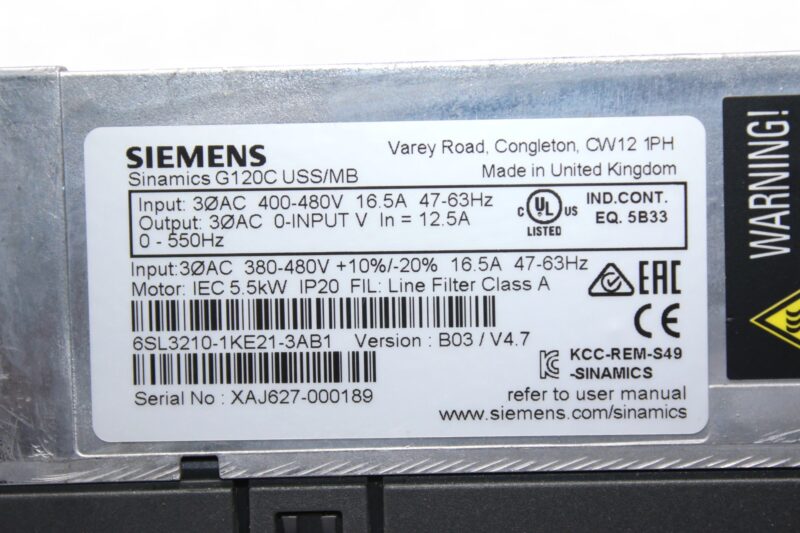 SIEMENS
Varey Road, Congleton, CW12 1PH
Sinamics G120C USS/MB
Made in United Kingdom
Input: 3ØAC 400-480V 16.5A 47-63Hz
Output: 3ØAC 0-INPUT V In = 12.5A
0 - 550Hz
C UL US
LISTED
IND.CONT.
EQ. 5B33
Input:3ØAC 380-480V +10%/-20% 16.5A 47-63Hz
Motor: IEC 5.5kW IP20 FIL: Line Filter Class A
EAC
CE
6SL3210-1KE21-3AB1 Version : B03 / V4.7
KC
KCC-REM-S49
-SINAMICS
Serial No : XAJ627-000189
refer to user manual
www.siemens.com/sinamics
WARNING!